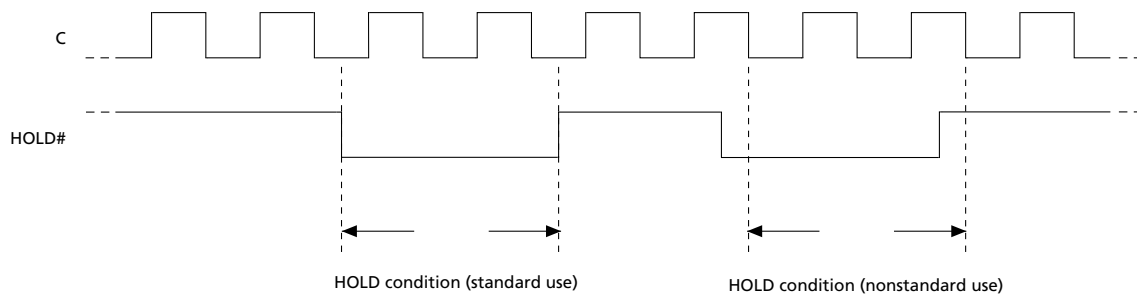 C
HOLD#
HOLD condition (standard use)
HOLD condition (nonstandard use)